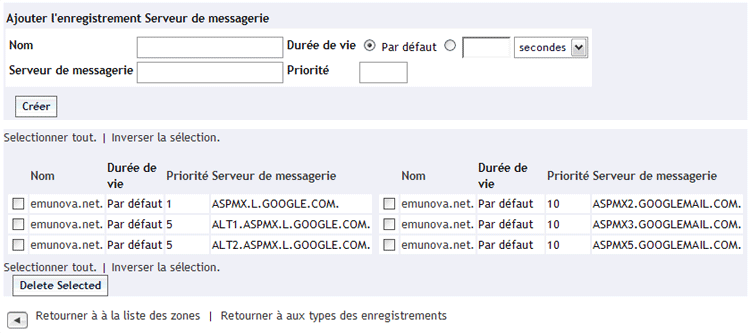 Ajouter l'enregistrement Serveur de messagerie
Nom Durée de vie Par défaut secondes
Serveur de messagerie Priorité
Créer
Selectionner tout. | Inverser la sélection.
Nom Durée de vie Priorité Serveur de messagerie Nom Durée de vie Priorité Serveur de messagerie
emunova.net. Par défaut 1 ASPMX.L.GOOGLE.COM. emunova.net. Par défaut 10 ASPMX2.GOOGLEMAIL.COM.
emunova.net. Par défaut 5 ALT1.ASPMX.L.GOOGLE.COM. emunova.net. Par défaut 10 ASPMX3.GOOGLEMAIL.COM.
emunova.net. Par défaut 5 ALT2.ASPMX.L.GOOGLE.COM. emunova.net. Par défaut 10 ASPMX5.GOOGLEMAIL.COM.
Selectionner tout. | Inverser la sélection.
Delete Selected
Retourner à à la liste des zones | Retourner à aux types des enregistrements